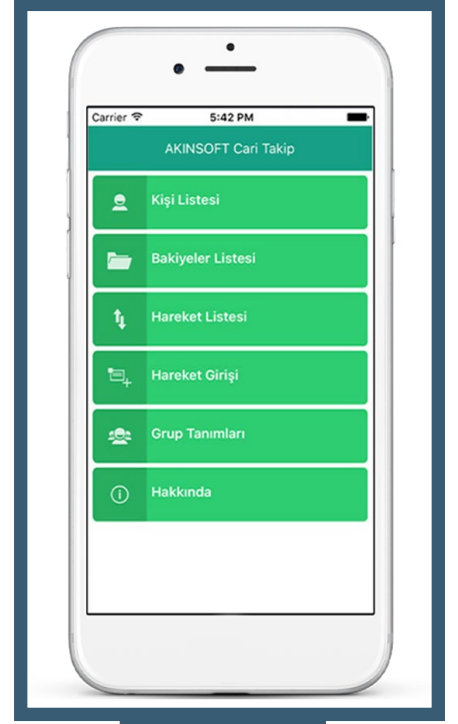 Carrier 5:42 PM
AKINSOFT Cari Takip
Kişi Listesi
Bakiyeler Listesi
Hareket Listesi
Hareket Girişi
Grup Tanımları
Hakkında